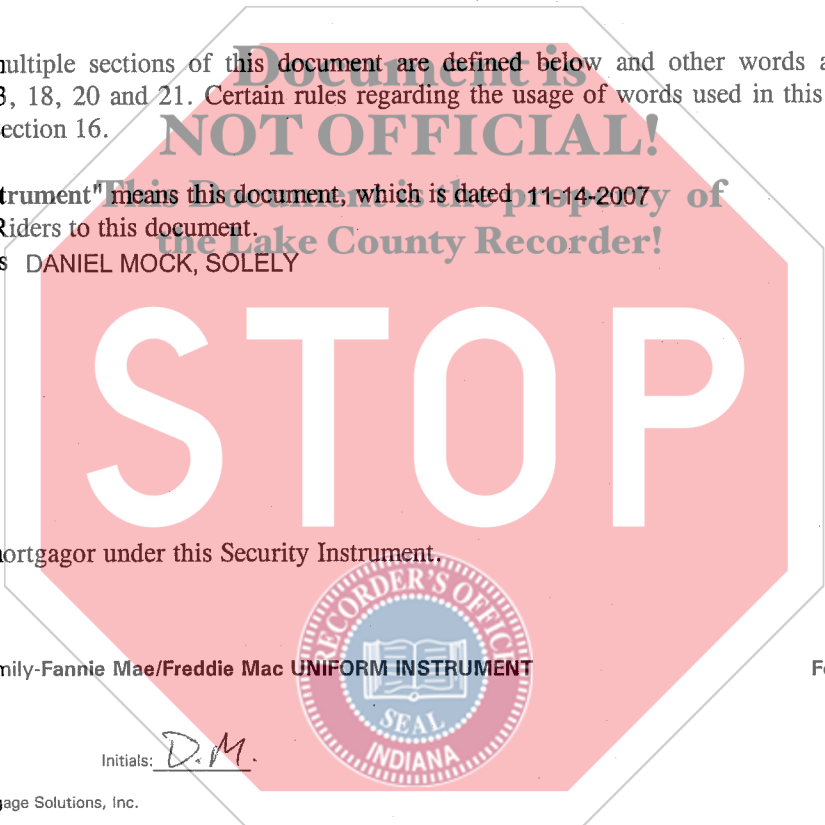 ultiple sections of this document are defined below and other words a
Document is
3, 18, 20 and 21. Certain rules regarding the usage of words used in this
ection 16.
NOT OFFICIAL!
trument" means this document, which is dated 11-14-2007
This Document is the property of
Riders to this document.
the Lake County Recorder!
s DANIEL MOCK, SOLELY
STOP
ortgagor under this Security Instrument.
RECORDER'S OFFICE
mily-Fannie Mae/Freddie Mac UNIFORM INSTRUMENT
Fo
SEAL
INDIANA
Initials: D.M.
gage Solutions, Inc.